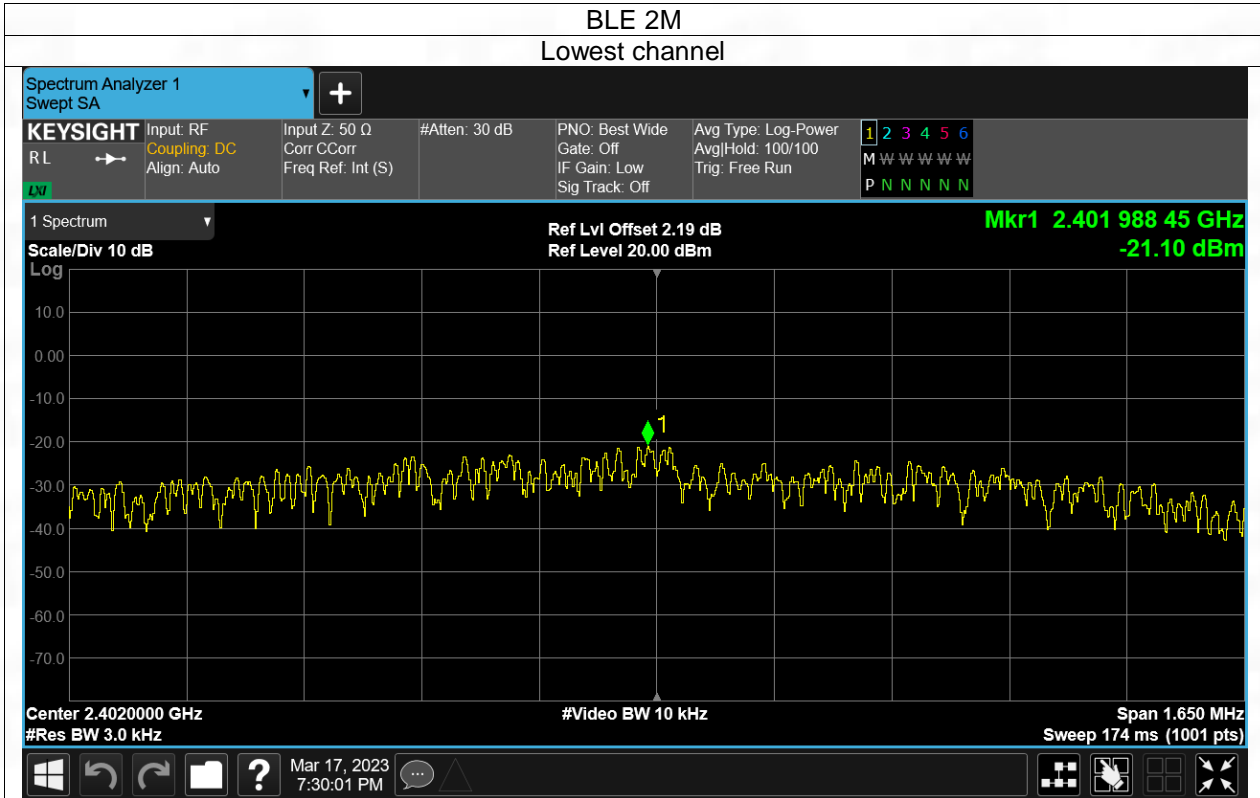 BLE 2M
Lowest channel
Spectrum Analyzer 1
Swept SA
KEYSIGHT
RL
LXI
Input: RF
Coupling: DC
Align: Auto
Input Z: 50 Ω
Corr CCorr
Freq Ref: Int (S)
#Atten: 30 dB
PNO: Best Wide
Gate: Off
IF Gain: Low
Sig Track: Off
Avg Type: Log-Power
Avg|Hold: 100/100
Trig: Free Run
1 2 3 4 5 6
M W W W W W
P N N N N N
1 Spectrum
Scale/Div 10 dB
Ref Lvl Offset 2.19 dB
Ref Level 20.00 dBm
Mkr1 2.401 988 45 GHz
-21.10 dBm
Log
10.0
0.00
-10.0
1
-20.0
-30.0
-40.0
-50.0
-60.0
-70.0
Center 2.4020000 GHz
#Video BW 10 kHz
Span 1.650 MHz
#Res BW 3.0 kHz
Sweep 174 ms (1001 pts)
?
Mar 17, 2023
7:30:01 PM